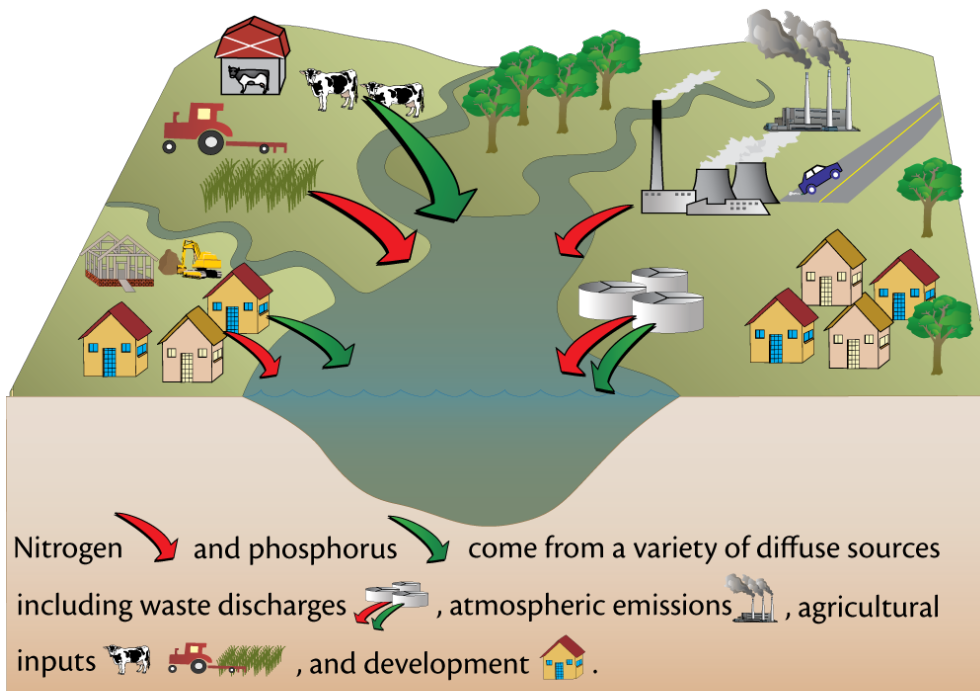 Nitrogen and phosphorus come from a variety of diffuse sources
including waste discharges , atmospheric emissions , agricultural
inputs , and development .